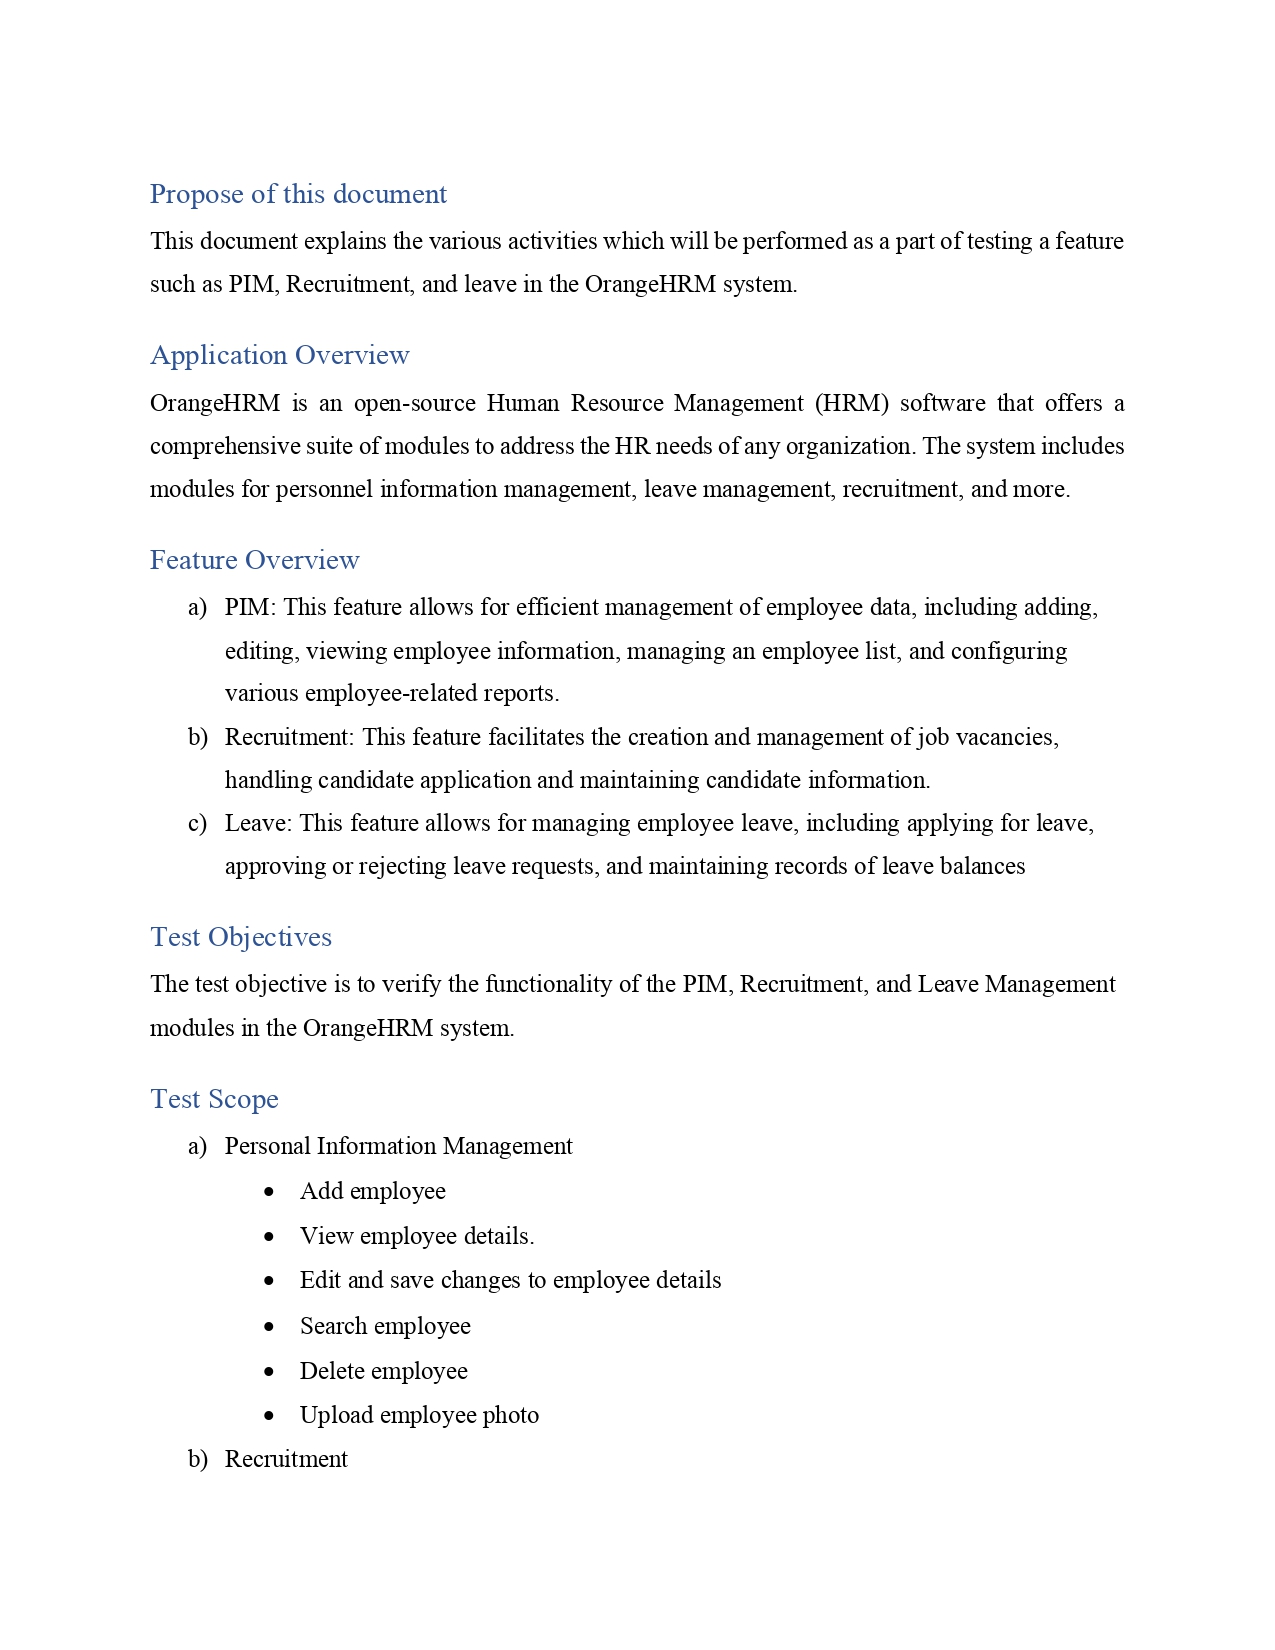 Propose of this document
This document explains the various activities which will be performed as a part of testing a feature
such as PIM, Recruitment, and leave in the OrangeHRM system.
Application Overview
OrangeHRM is an open-source Human Resource Management (HRM) software that offers a
comprehensive suite of modules to address the HR needs of any organization. The system includes
modules for personnel information management, leave management, recruitment, and more.
Feature Overview
a) PIM: This feature allows for efficient management of employee data, including adding,
editing, viewing employee information, managing an employee list, and configuring
various employee-related reports.
b) Recruitment: This feature facilitates the creation and management of job vacancies,
handling candidate application and maintaining candidate information.
c) Leave: This feature allows for managing employee leave, including applying for leave,
approving or rejecting leave requests, and maintaining records of leave balances
Test Objectives
The test objective is to verify the functionality of the PIM, Recruitment, and Leave Management
modules in the OrangeHRM system.
Test Scope
a) Personal Information Management
• Add employee
• View employee details.
• Edit and save changes to employee details
• Search employee
• Delete employee
• Upload employee photo
b) Recruitment